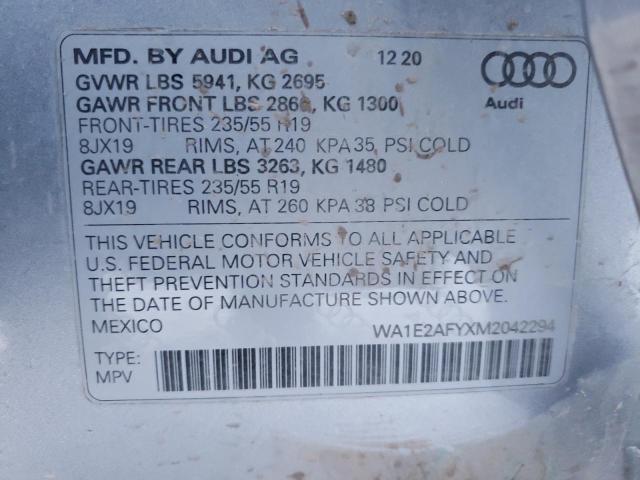 MFD. BY AUDI AG 12 20
GVWR LBS 5941, KG 2695
GAWR FRONT LBS 2866, KG 1300
Audi
FRONT-TIRES 235/55 R19
8JX19 RIMS, AT 240 KPA 35 PSI COLD
GAWR REAR LBS 3263, KG 1480
REAR-TIRES 235/55 R19
8JX19 RIMS, AT 260 KPA 38 PSI COLD
THIS VEHICLE CONFORMS TO ALL APPLICABLE
U.S. FEDERAL MOTOR VEHICLE SAFETY AND
THEFT PREVENTION STANDARDS IN EFFECT ON
THE DATE OF MANUFACTURE SHOWN ABOVE.
MEXICO WA1E2AFYXM2042294
TYPE:
MPV